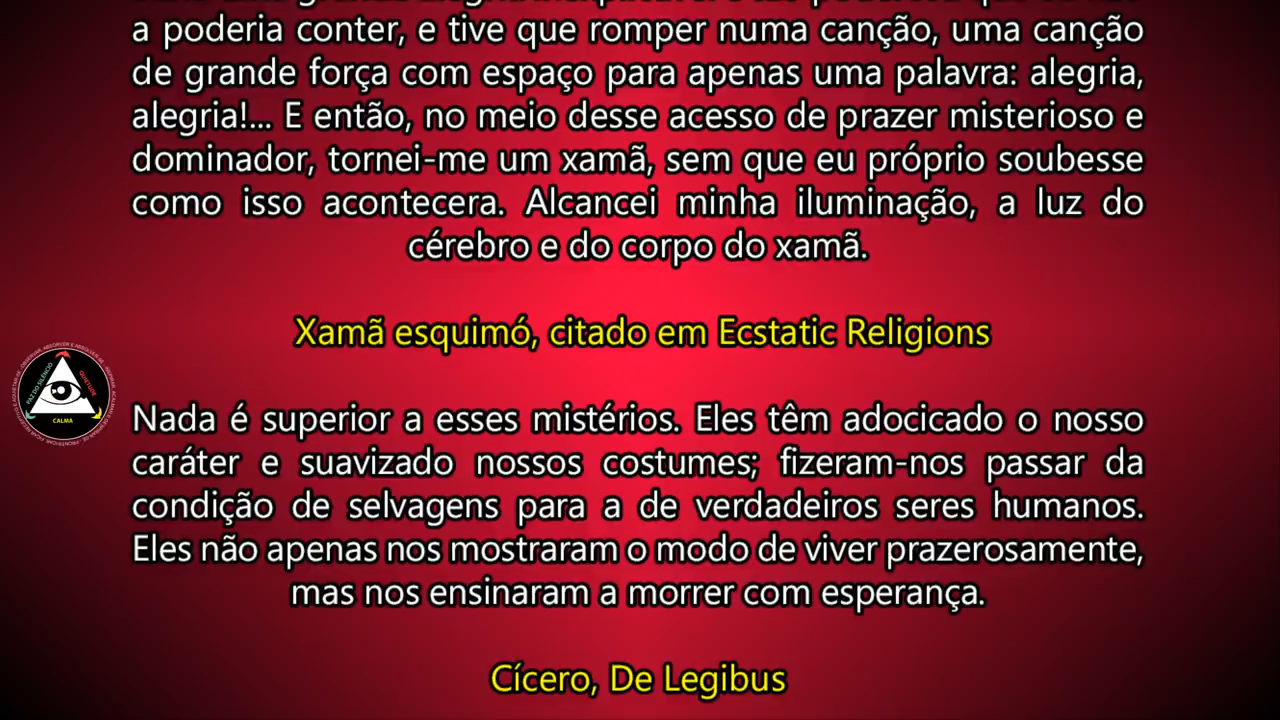 a poderia conter, e tive que romper numa canção, uma canção
de grande força com espaço para apenas uma palavra: alegria,
alegria!... E então, no meio desse acesso de prazer misterioso e
dominador, tornei-me um xamã, sem que eu próprio soubesse
como isso acontecera. Alcancei minha iluminação, a luz do
cérebro e do corpo do xamã.
Xamã esquimó, citado em Ecstatic Religions
PAZ DO SILÊNCIO
QUIETUDE
CALMA
Nada é superior a esses mistérios. Eles têm adocicado o nosso
caráter e suavizado nossos costumes; fizeram-nos passar da
condição de selvagens para a de verdadeiros seres humanos.
Eles não apenas nos mostraram o modo de viver prazerosamente,
mas nos ensinaram a morrer com esperança.
Cícero, De Legibus